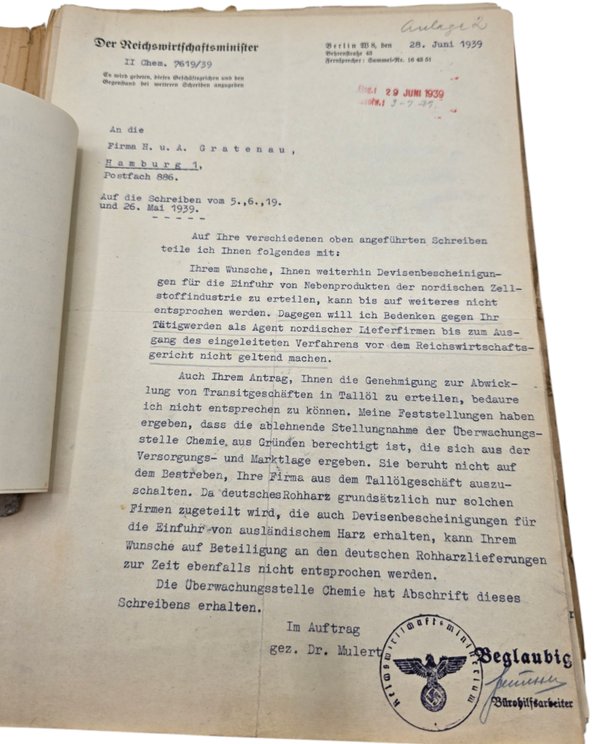 Anlage 2
Der Reichswirtschaftsminister
II Chem. 7619/39
Es wird gebeten, dieses Geschäftszeichen und den
Gegenstand bei weiteren Schreiben anzugeben
Berlin W 8, den 28. Juni 1939
Behrenstraße 43
Fernsprecher: Sammel-Nr. 16 43 51
29 JUNI 1939
An die
Firma H. u. A. Gratenau,
Hamburg 1,
Postfach 886.
Auf die Schreiben vom 5.,6.,19.
und 26. Mai 1939.
- - - - -
Auf Ihre verschiedenen oben angeführten Schreiben
teile ich Ihnen folgendes mit:
Ihrem Wunsche, Ihnen weiterhin Devisenbescheinigun-
gen für die Einfuhr von Nebenprodukten der nordischen Zell-
stoffindustrie zu erteilen, kann bis auf weiteres nicht
entsprochen werden. Dagegen will ich Bedenken gegen Ihr
Tätigwerden als Agent nordischer Lieferfirmen bis zum Aus-
gang des eingeleiteten Verfahrens vor dem Reichswirtschafts-
gericht nicht geltend machen.
Auch Ihrem Antrag, Ihnen die Genehmigung zur Abwick-
lung von Transitgeschäften in Tallöl zu erteilen, bedaure
ich nicht entsprechen zu können. Meine Feststellungen haben
ergeben, dass die ablehnende Stellungnahme der Überwachungs-
stelle Chemie aus Gründen berechtigt ist, die sich aus der
Versorgungs- und Marktlage ergeben. Sie beruht nicht auf
dem Bestreben, Ihre Firma aus dem Tallölgeschäft auszu-
schalten. Da deutsches Rohharz grundsätzlich nur solchen
Firmen zugeteilt wird, die auch Devisenbescheinigungen für
die Einfuhr von ausländischem Harz erhalten, kann Ihrem
Wunsche auf Beteiligung an den deutschen Rohharzlieferungen
zur Zeit ebenfalls nicht entsprochen werden.
Die Überwachungsstelle Chemie hat Abschrift dieses
Schreibens erhalten.
Im Auftrag
gez. Dr. Mulert
Reichswirtschaftsministerium
Beglaubig
Bürohilfsarbeiter